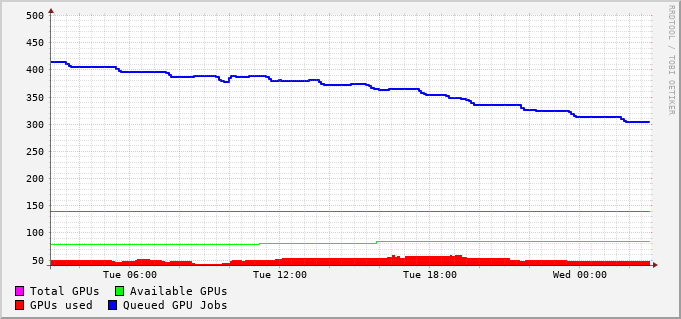 500
450
400
350
300
250
200
150
100
50
Tue 06:00 Tue 12:00 Tue 18:00 Wed 00:00
Total GPUs Available GPUs
GPUs used Queued GPU Jobs
RRDTOOL / TOBI OETIKER